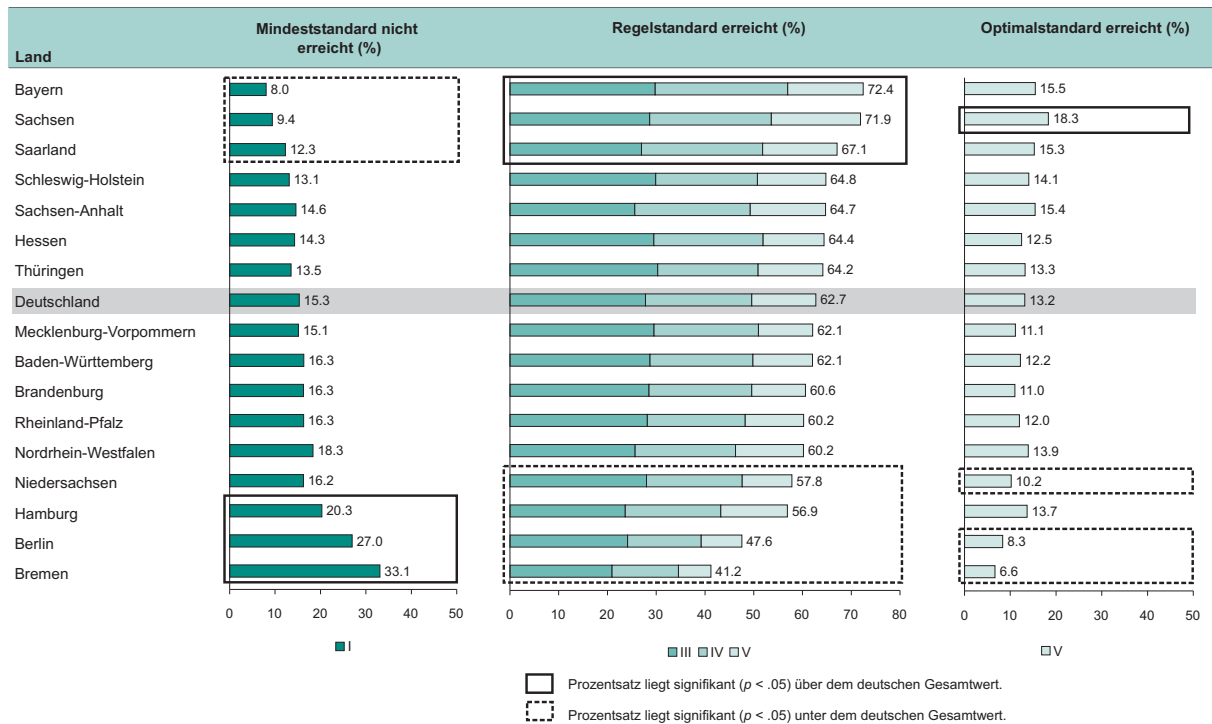 Land
Mindeststandard nicht
erreicht (%)
Regelstandard erreicht (%)
Optimalstandard erreicht (%)
Bayern 8.0 72.4 15.5
Sachsen 9.4 71.9 18.3
Saarland 12.3 67.1 15.3
Schleswig-Holstein 13.1 64.8 14.1
Sachsen-Anhalt 14.6 64.7 15.4
Hessen 14.3 64.4 12.5
Thüringen 13.5 64.2 13.3
Deutschland 15.3 62.7 13.2
Mecklenburg-Vorpommern 15.1 62.1 11.1
Baden-Württemberg 16.3 62.1 12.2
Brandenburg 16.3 60.6 11.0
Rheinland-Pfalz 16.3 60.2 12.0
Nordrhein-Westfalen 18.3 60.2 13.9
Niedersachsen 16.2 57.8 10.2
Hamburg 20.3 56.9 13.7
Berlin 27.0 47.6 8.3
Bremen 33.1 41.2 6.6
0 10 20 30 40 50 0 10 20 30 40 50 60 70 80 0 10 20 30 40 50
I III IV V V
Prozentsatz liegt signifikant (p < .05) über dem deutschen Gesamtwert.
Prozentsatz liegt signifikant (p < .05) unter dem deutschen Gesamtwert.